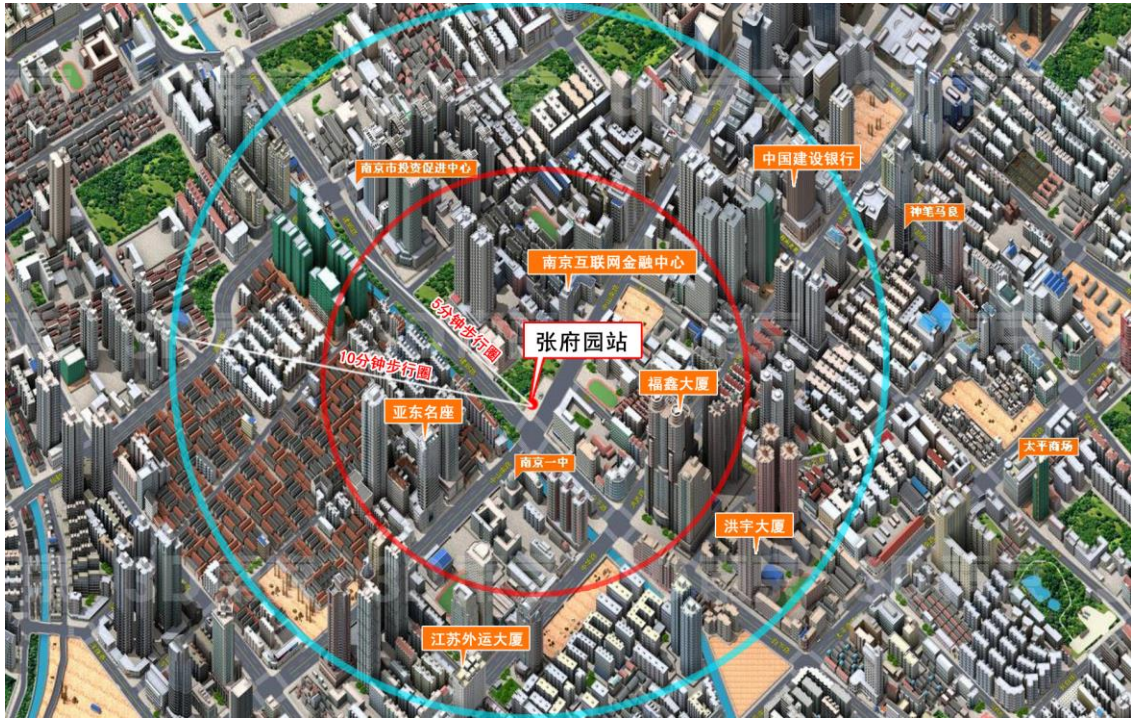 中国建设银行
南京市投资促进中心
神笔马良
南京互联网金融中心
5分钟步行圈
张府园站
10分钟步行圈
福鑫大厦
亚东名座
太平商场
南京一中
洪宇大厦
江苏外运大厦